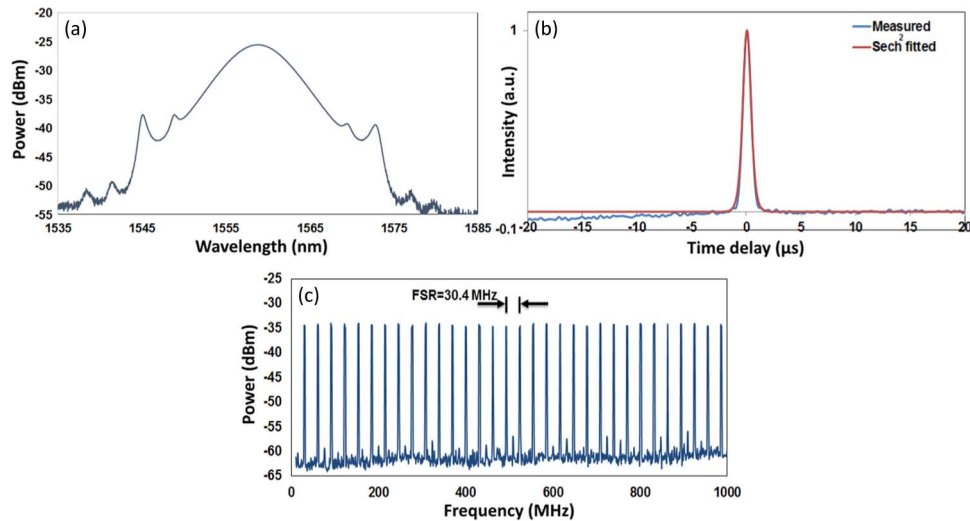 (a)
-20
-25
-30
-35
-40
-45
-50
-55
Power (dBm)
1535 1545 1555 1565 1575 1585
Wavelength (nm)
(b)
Measured
Sech2 fitted
1
-0.1
Intensity (a.u.)
-20 -15 -10 -5 0 5 10 15 20
Time delay (μs)
(c)
FSR=30.4 MHz
-25
-30
-35
-40
-45
-50
-55
-60
-65
Power (dBm)
0 200 400 600 800 1000
Frequency (MHz)